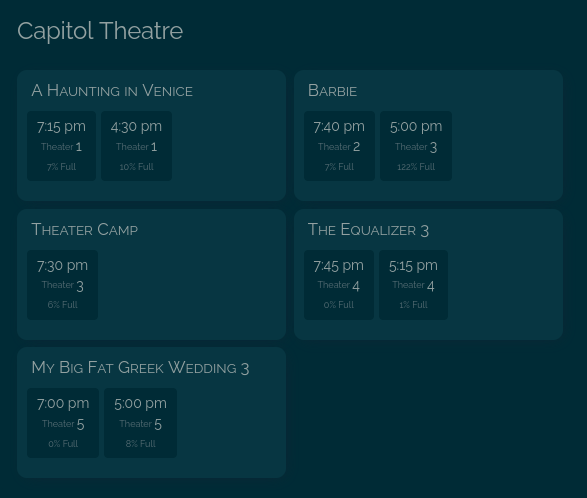 Capitol Theatre
A Haunting in Venice
7:15 pm
Theater 1
7% Full
4:30 pm
Theater 1
10% Full
Barbie
7:40 pm
Theater 2
7% Full
5:00 pm
Theater 3
122% Full
Theater Camp
7:30 pm
Theater 3
6% Full
The Equalizer 3
7:45 pm
Theater 4
0% Full
5:15 pm
Theater 4
1% Full
My Big Fat Greek Wedding 3
7:00 pm
Theater 5
0% Full
5:00 pm
Theater 5
8% Full